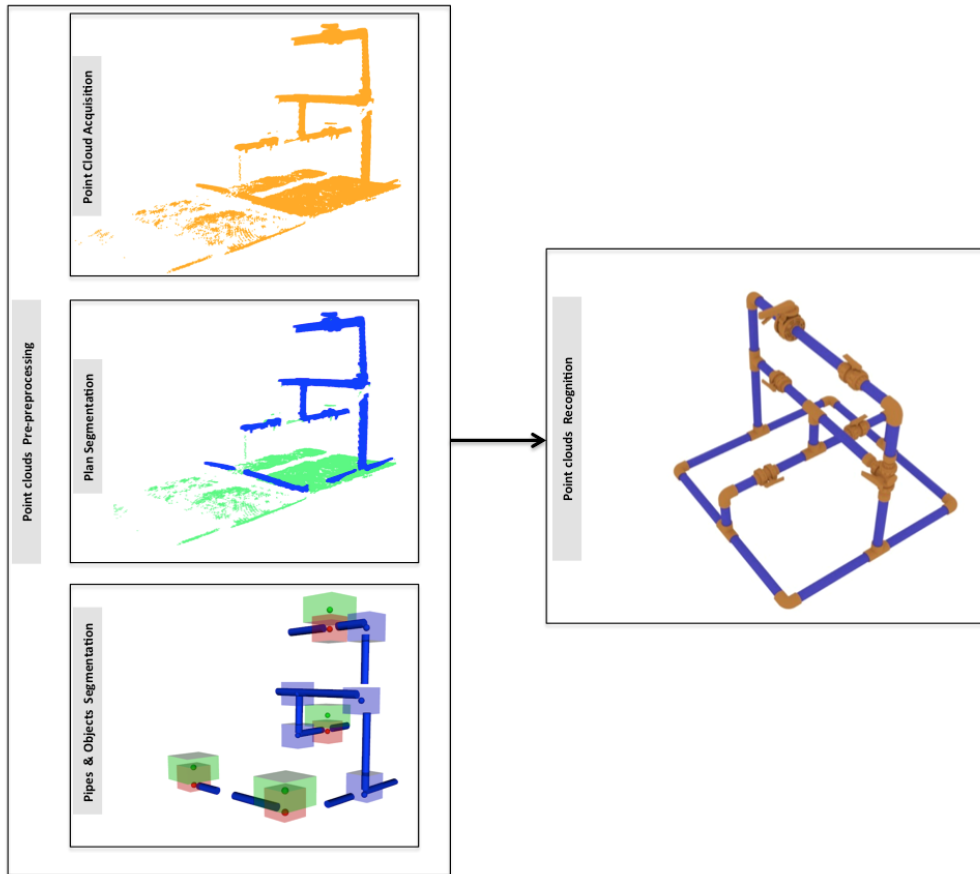 Point clouds Pre-preprocessing
Point Cloud Acquisition
Plan Segmentation
Pipes & Objects Segmentation
Point clouds Recognition